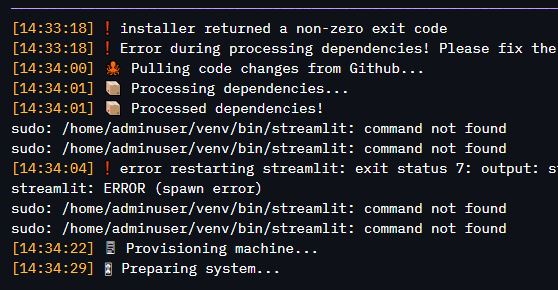 [14:33:18] ❗ installer returned a non-zero exit code
[14:33:18] ❗ Error during processing dependencies! Please fix the
[14:34:00] 🐙 Pulling code changes from Github...
[14:34:01] 📦 Processing dependencies...
[14:34:01] 📦 Processed dependencies!
sudo: /home/adminuser/venv/bin/streamlit: command not found
sudo: /home/adminuser/venv/bin/streamlit: command not found
[14:34:04] ❗ error restarting streamlit: exit status 7: output:
streamlit: ERROR (spawn error)
sudo: /home/adminuser/venv/bin/streamlit: command not found
sudo: /home/adminuser/venv/bin/streamlit: command not found
[14:34:22] 🖥 Provisioning machine...
[14:34:29] 🎛 Preparing system...